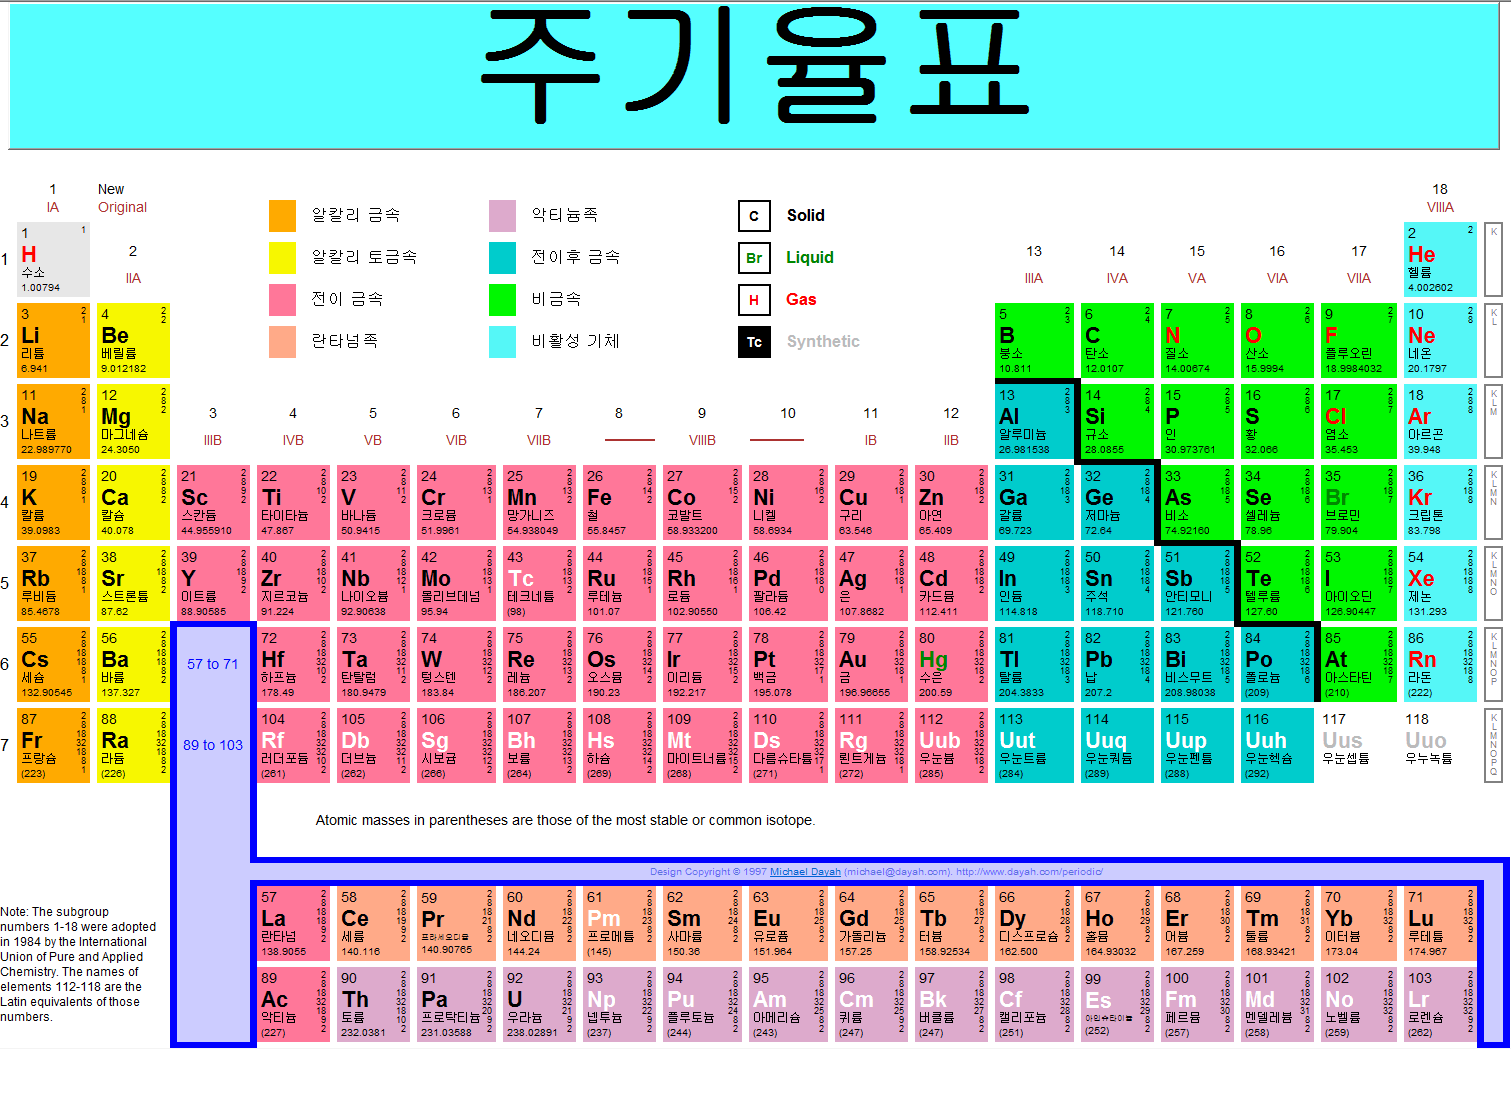 주기율표
1 New 18
IA Original VIIIA
알칼리 금속 악티늄족 C Solid
알칼리 토금속 전이후 금속 Br Liquid
전이 금속 비금속 H Gas
란타넘족 비활성 기체 Tc Synthetic
2 13 14 15 16 17
IIA IIIA IVA VA VIA VIIA
1
1 2
H He
수소 헬륨
1.00794 4.002602
K
2
3 4 5 6 7 8 9 10
Li Be B C N O F Ne
리튬 베릴륨 붕소 탄소 질소 산소 플루오린 네온
6.941 9.012182 10.811 12.0107 14.00674 15.9994 18.9984032 20.1797
K L
3 4 5 6 7 8 9 10 11 12
IIIB IVB VB VIB VIIB VIIIB IB IIB
3
11 12 13 14 15 16 17 18
Na Mg Al Si P S Cl Ar
나트륨 마그네슘 알루미늄 규소 인 황 염소 아르곤
22.989770 24.3050 26.981538 28.0855 30.973761 32.066 35.453 39.948
K L M
4
19 20 21 22 23 24 25 26 27 28 29 30 31 32 33 34 35 36
K Ca Sc Ti V Cr Mn Fe Co Ni Cu Zn Ga Ge As Se Br Kr
칼륨 칼슘 스칸듐 타이타늄 바나듐 크로뮴 망가니즈 철 코발트 니켈 구리 아연 갈륨 저마늄 비소 셀레늄 브로민 크립톤
39.0983 40.078 44.955910 47.867 50.9415 51.9961 54.938049 55.8457 58.933200 58.6934 63.546 65.409 69.723 72.64 74.92160 78.96 79.904 83.798
K L M N
5
37 38 39 40 41 42 43 44 45 46 47 48 49 50 51 52 53 54
Rb Sr Y Zr Nb Mo Tc Ru Rh Pd Ag Cd In Sn Sb Te I Xe
루비듐 스트론튬 이트륨 지르코늄 나이오븀 몰리브데넘 테크네튬 루테늄 로듐 팔라듐 은 카드뮴 인듐 주석 안티모니 텔루륨 아이오딘 제논
85.4678 87.62 88.90585 91.224 92.90638 95.94 (98) 101.07 102.90550 106.42 107.8682 112.411 114.818 118.710 121.760 127.60 126.90447 131.293
K L M N O
6
55 56 57 to 71 72 73 74 75 76 77 78 79 80 81 82 83 84 85 86
Cs Ba Hf Ta W Re Os Ir Pt Au Hg Tl Pb Bi Po At Rn
세슘 바륨 하프늄 탄탈럼 텅스텐 레늄 오스뮴 이리듐 백금 금 수은 탈륨 납 비스무트 폴로늄 아스타틴 라돈
132.90545 137.327 178.49 180.9479 183.84 186.207 190.23 192.217 195.078 196.96655 200.59 204.3833 207.2 208.98038 (209) (210) (222)
K L M N O P
7
87 88 89 to 103 104 105 106 107 108 109 110 111 112 113 114 115 116 117 118
Fr Ra Rf Db Sg Bh Hs Mt Ds Rg Uub Uut Uuq Uup Uuh Uus Uuo
프랑슘 라듐 러더포듐 더브늄 시보귬 보륨 하슘 마이트너륨 다름슈타튬 뢴트게늄 우눈븀 우눈트륨 우눈쿼듐 우눈펜튬 우눈헥슘 우눈셉튬 우누녹튬
(223) (226) (261) (262) (266) (264) (269) (268) (271) (272) (285) (284) (289) (288) (292)
K L M N O P Q
Atomic masses in parentheses are those of the most stable or common isotope.
Design Copyright © 1997 Michael Dayah (michael@dayah.com). http://www.dayah.com/periodic/
57 58 59 60 61 62 63 64 65 66 67 68 69 70 71
La Ce Pr Nd Pm Sm Eu Gd Tb Dy Ho Er Tm Yb Lu
란타넘 세륨 프라세오디뮴 네오디뮴 프로메튬 사마륨 유로퓸 가돌리늄 터븀 디스프로슘 홀뮴 어븀 툴륨 이터븀 루테튬
138.9055 140.116 140.90765 144.24 (145) 150.36 151.964 157.25 158.92534 162.500 164.93032 167.259 168.93421 173.04 174.967
89 90 91 92 93 94 95 96 97 98 99 100 101 102 103
Ac Th Pa U Np Pu Am Cm Bk Cf Es Fm Md No Lr
악티늄 토륨 프로탁티늄 우라늄 넵투늄 플루토늄 아메리슘 퀴륨 버클륨 캘리포늄 아인슈타이늄 페르뮴 멘델레븀 노벨륨 로렌슘
(227) 232.0381 231.03588 238.02891 (237) (244) (243) (247) (247) (251) (252) (257) (258) (259) (262)
Note: The subgroup
numbers 1-18 were adopted
in 1984 by the International
Union of Pure and Applied
Chemistry. The names of
elements 112-118 are the
Latin equivalents of those
numbers.